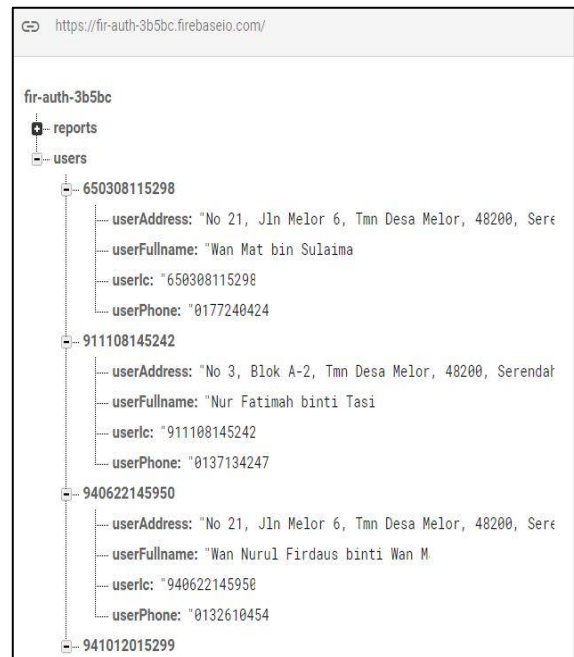 https://fir-auth-3b5bc.firebaseio.com/
fir-auth-3b5bc
reports
users
650308115298
userAddress: "No 21, Jln Melor 6, Tmn Desa Melor, 48200, Sere
userFullname: "Wan Mat bin Sulaima
userIc: "650308115298
userPhone: "0177240424
911108145242
userAddress: "No 3, Blok A-2, Tmn Desa Melor, 48200, Serendah
userFullname: "Nur Fatimah binti Tasi
userIc: "911108145242
userPhone: "0137134247
940622145950
userAddress: "No 21, Jln Melor 6, Tmn Desa Melor, 48200, Sere
userFullname: "Wan Nurul Firdaus binti Wan M
userIc: "940622145950
userPhone: "0132610454
941012015299